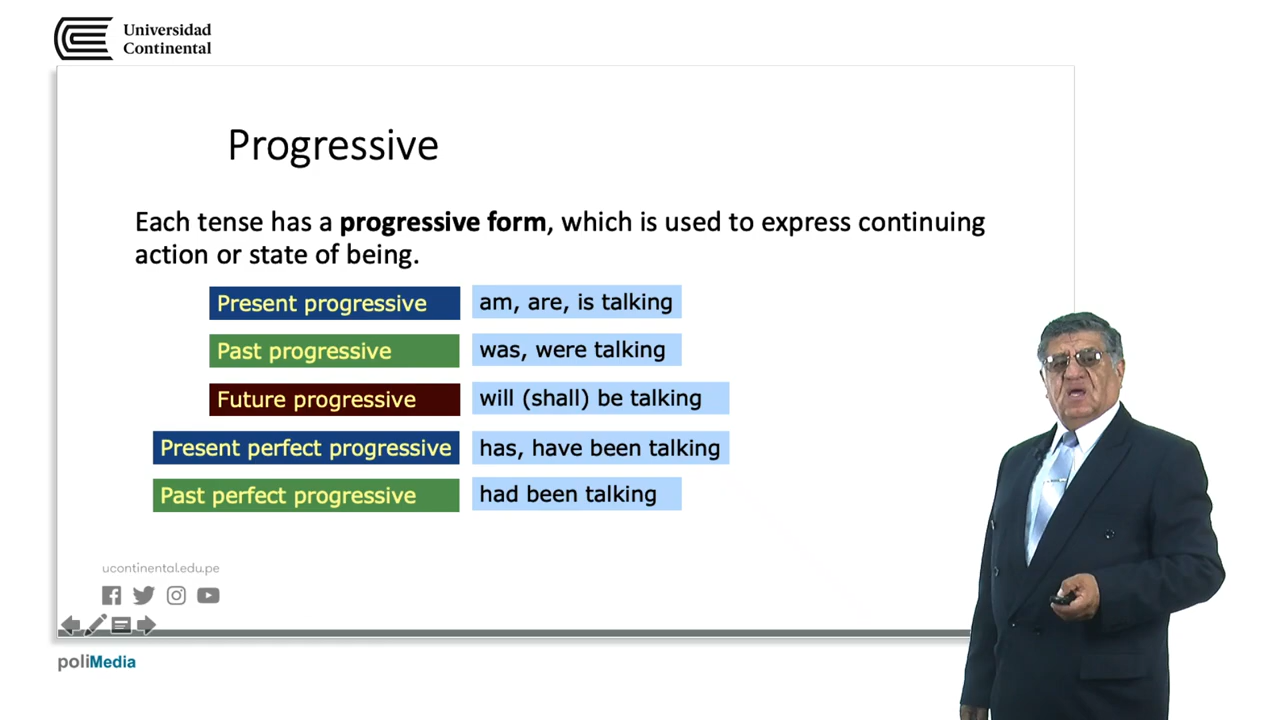 Universidad
Continental
Progressive
Each tense has a progressive form, which is used to express continuing
action or state of being.
Present progressive am, are, is talking
Past progressive was, were talking
Future progressive will (shall) be talking
Present perfect progressive has, have been talking
Past perfect progressive had been talking
ucontinental.edu.pe
poliMedia